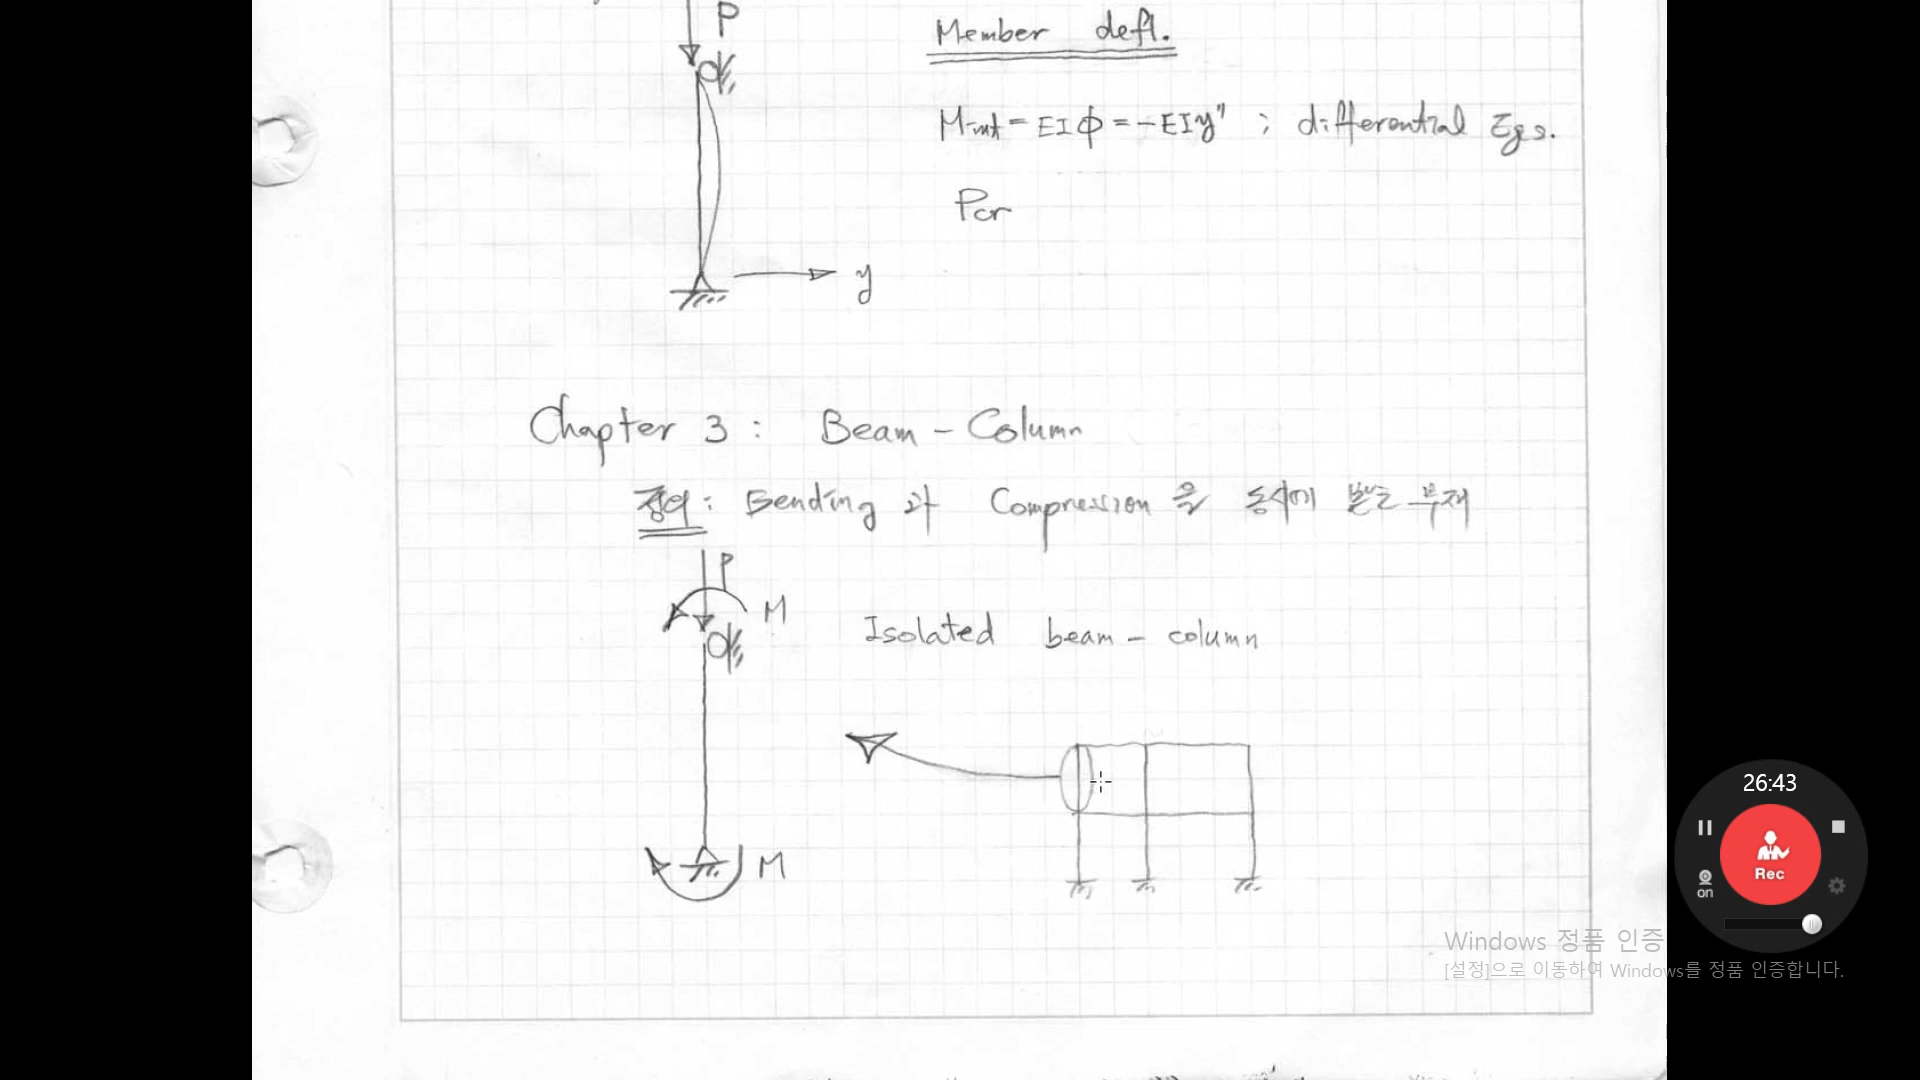 P
Member defl.
Mint = EIφ = -EIy" ; differential Eqs.
Pcr
y
Chapter 3 : Beam - Column
정의 : Bending 과 Compression 을 동시에 받는 부재
P
M
Isolated beam - column
M
26:43
Rec
on
Windows 정품 인증
[설정]으로 이동하여 Windows를 정품 인증합니다.